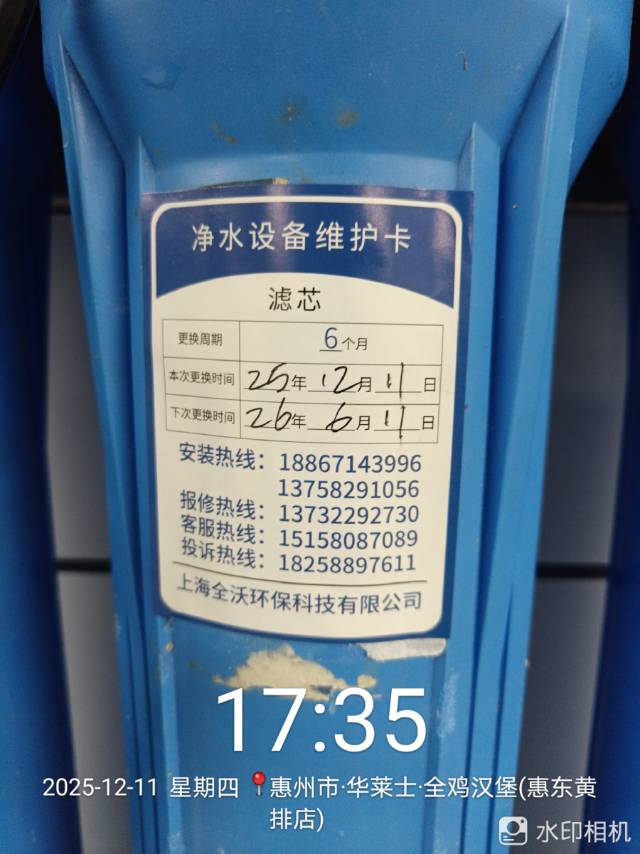 净水设备维护卡
滤芯
更换周期 6个月
本次更换时间 25年 12月 11日
下次更换时间 26年 6月 11日
安装热线：18867143996
13758291056
报修热线：13732292730
客服热线：15158087089
投诉热线：18258897611
上海全沃环保科技有限公司
17:35
2025-12-11 星期四 惠州市·华莱士·全鸡汉堡(惠东黄
排店)
水印相机